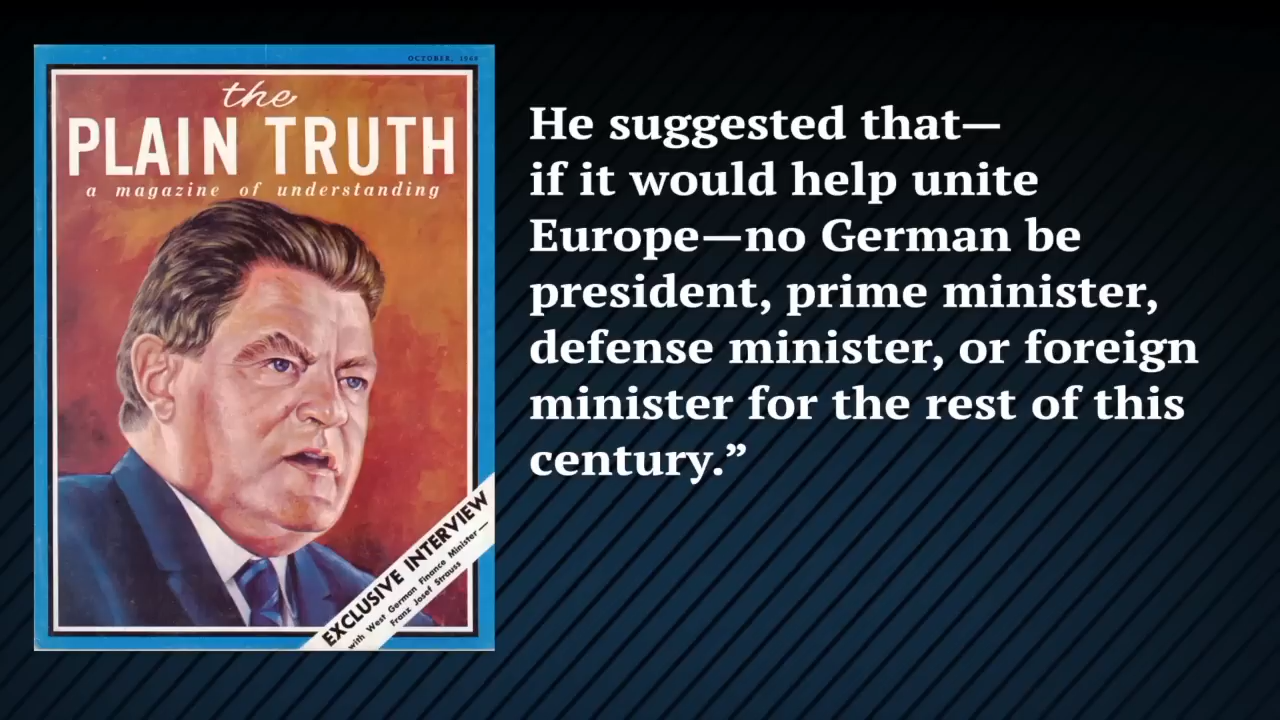 OCTOBER, 1966
the
PLAIN TRUTH
a magazine of understanding
EXCLUSIVE INTERVIEW
with West German Finance Minister—
Franz Josef Strauss
He suggested that—
if it would help unite
Europe—no German be
president, prime minister,
defense minister, or foreign
minister for the rest of this
century.”